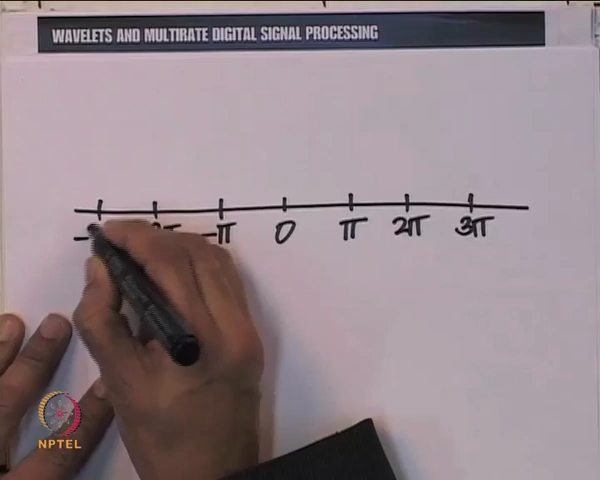 WAVELETS AND MULTIRATE DIGITAL SIGNAL PROCESSING
-π 0 π 2π 3π
NPTEL